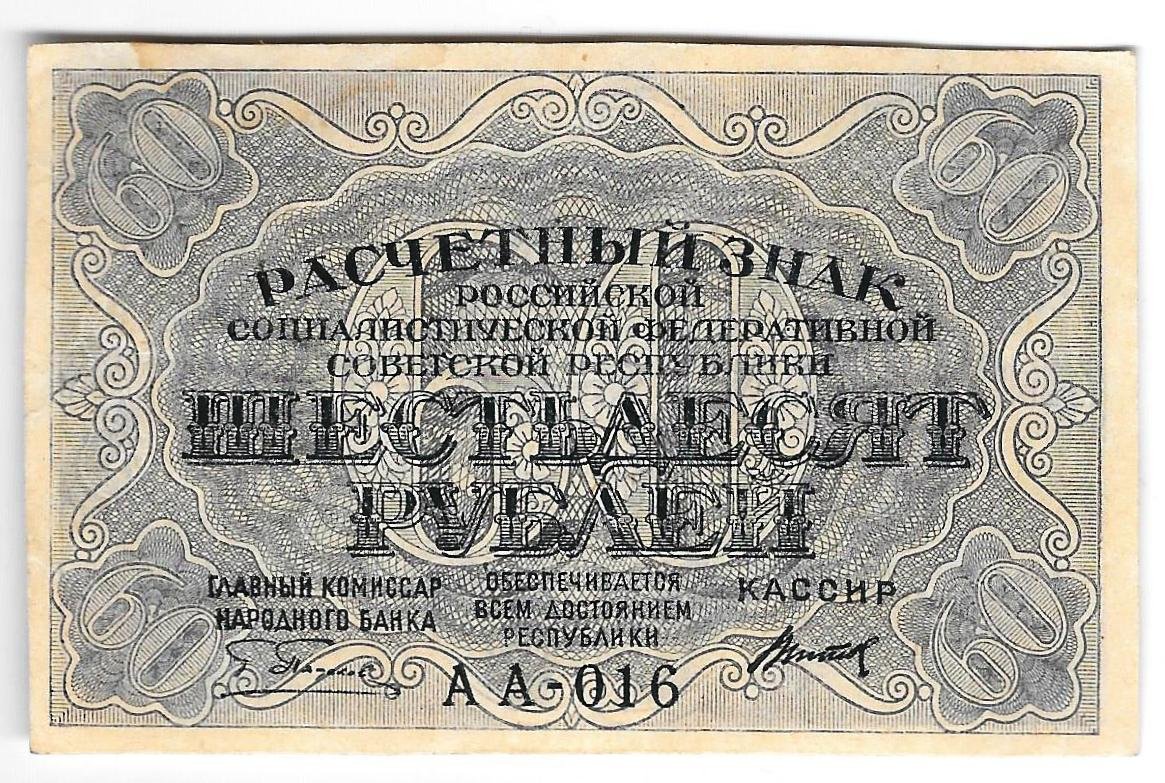 60 60
РАСЧЕТНЫЙ ЗНАК
РОССИЙСКОЙ
СОЦИАЛИСТИЧЕСКОЙ ФЕДЕРАТИВНОЙ
СОВЕТСКОЙ РЕСПУБЛИКИ
60
ШЕСТЬДЕСЯТ
РУБЛЕЙ
ГЛАВНЫЙ КОМИССАР
НАРОДНОГО БАНКА
ОБЕСПЕЧИВАЕТСЯ
ВСЕМ ДОСТОЯНИЕМ
РЕСПУБЛИКИ
КАССИР
АА-016
60 60